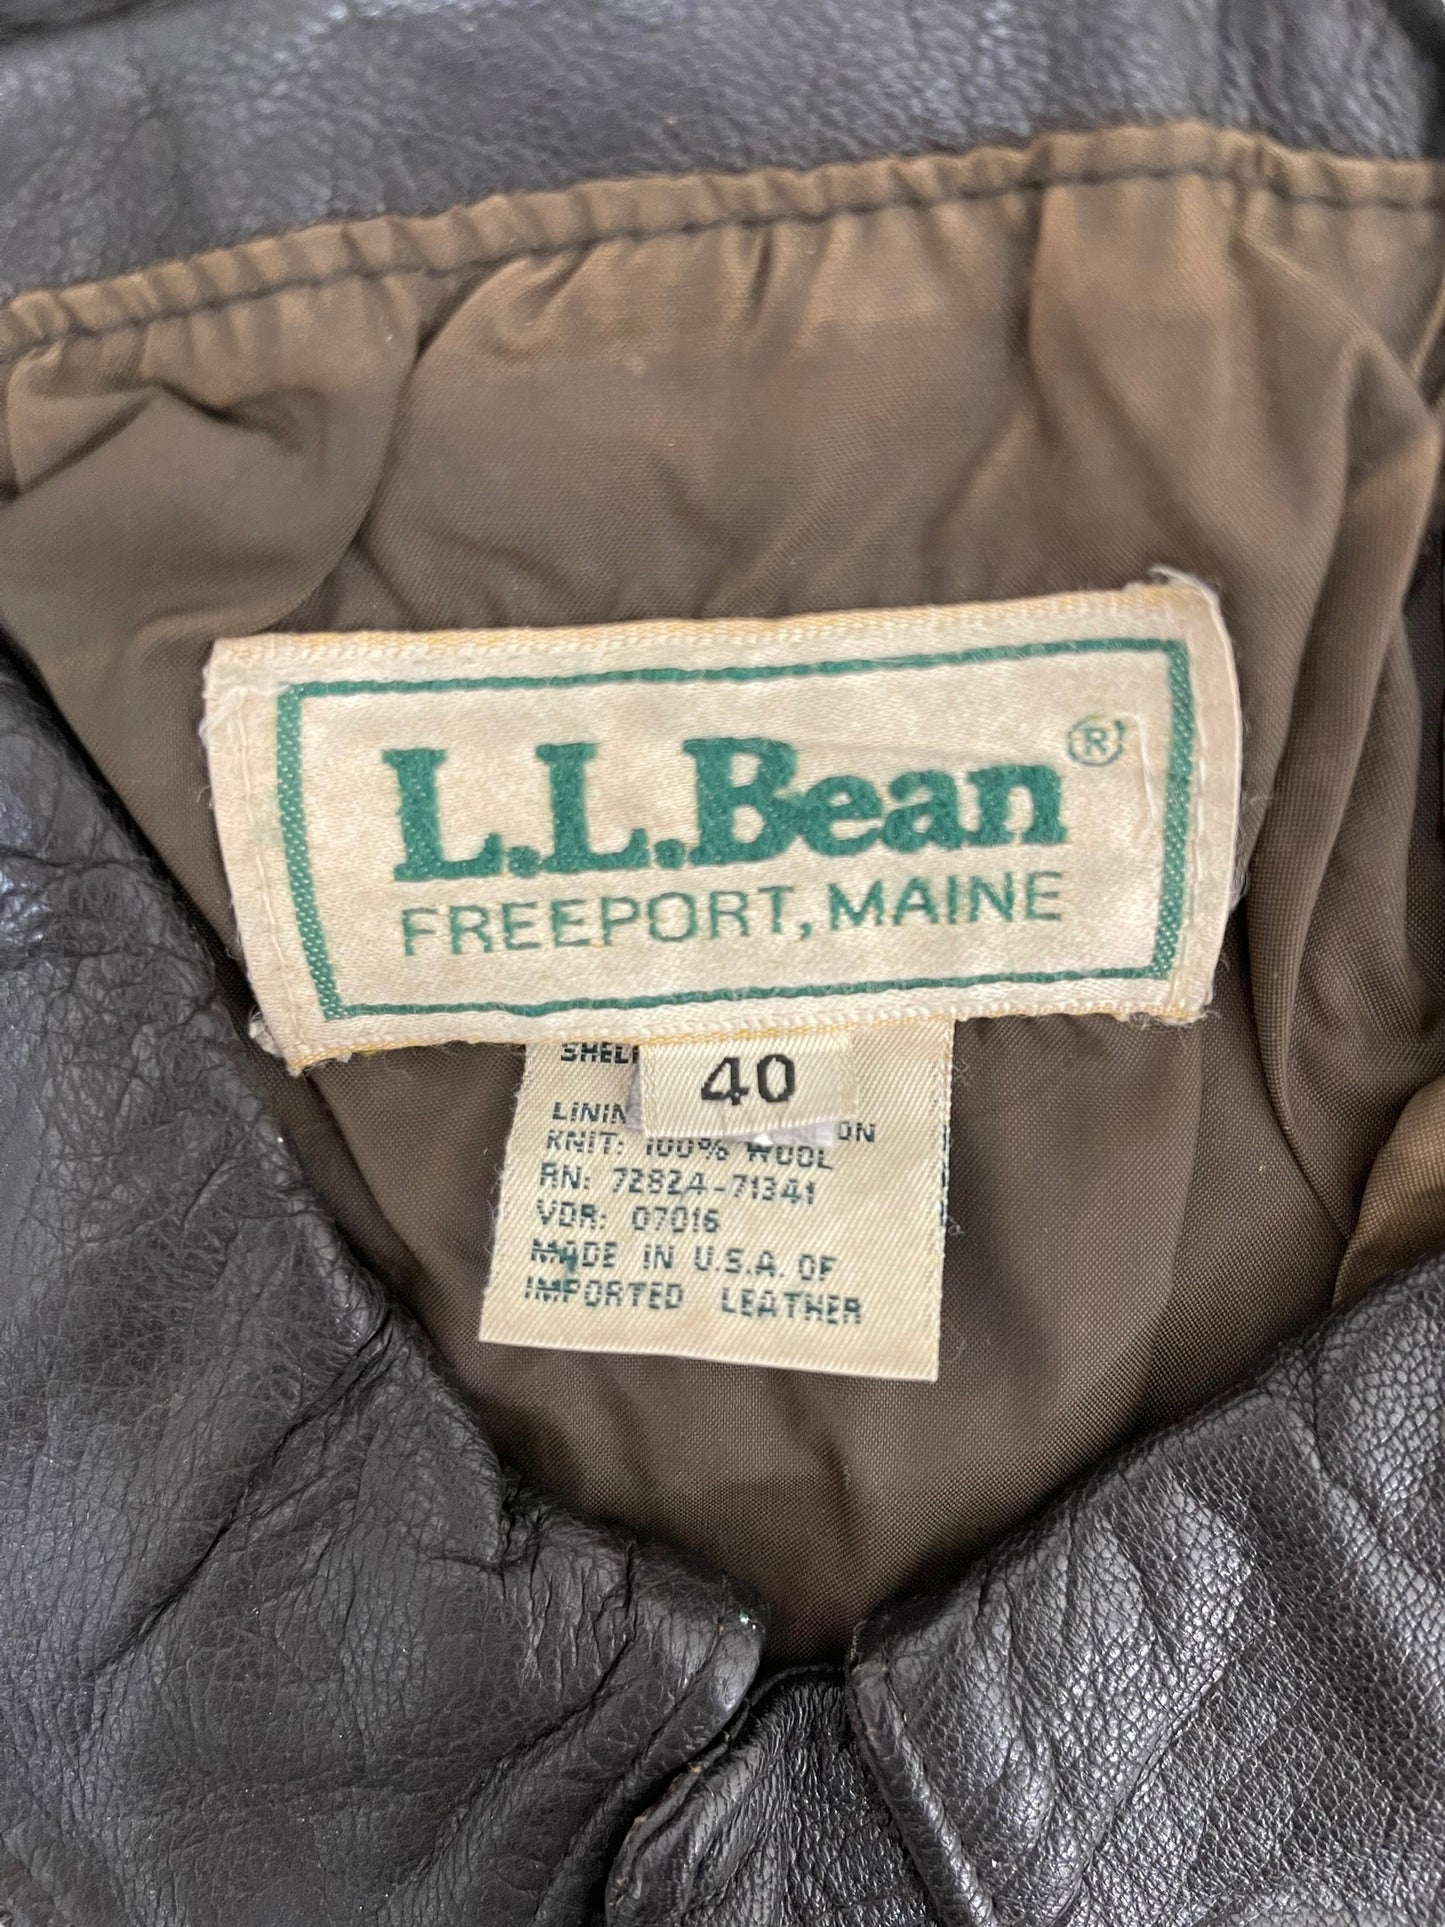 L.L.Bean®
FREEPORT, MAINE
40
KNIT: 100% WOOL
RN: 72824-71341
VDR: 07016
MADE IN U.S.A. OF
IMPORTED LEATHER